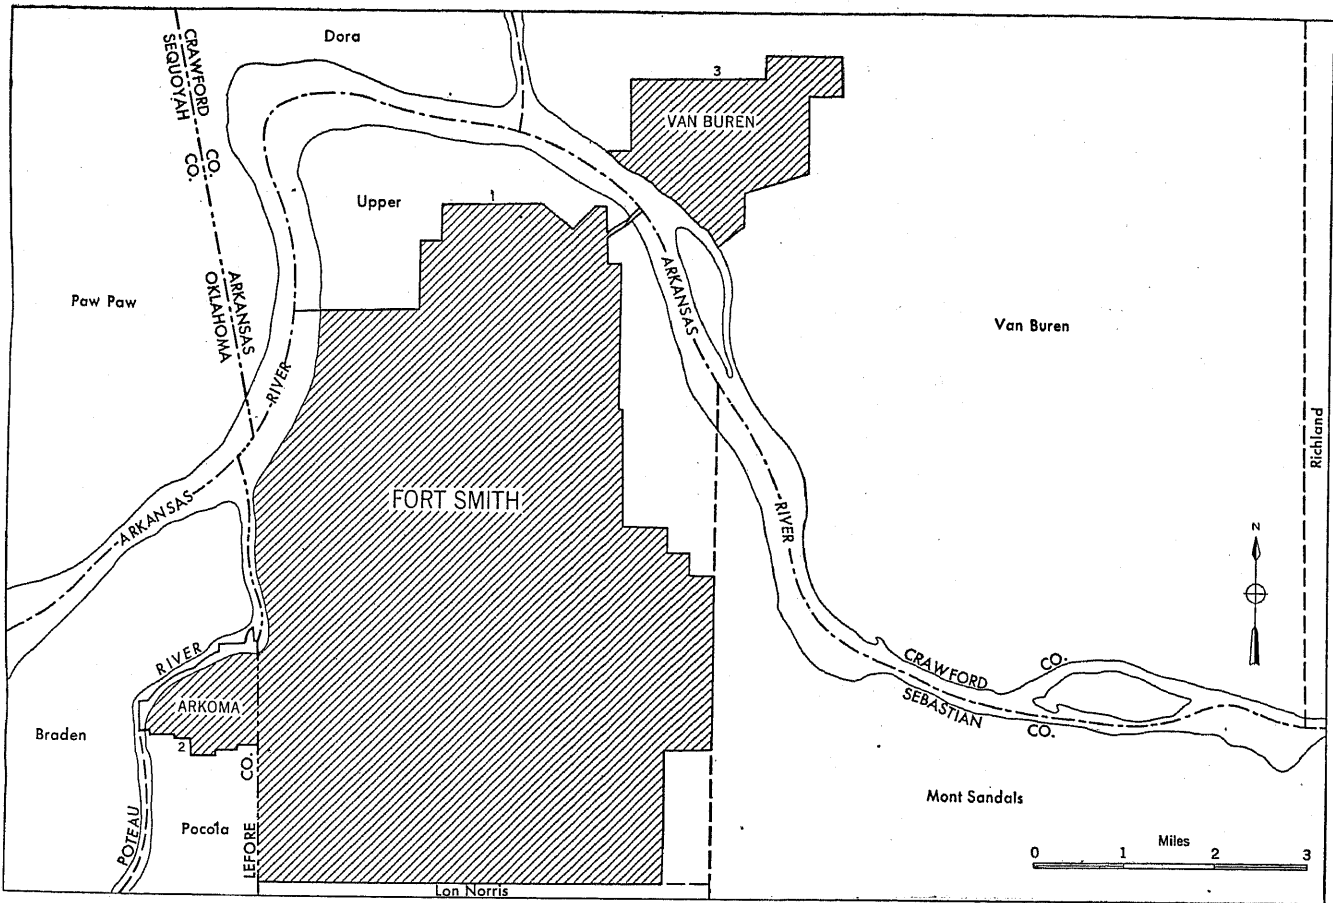 Dora
CRAWFORD CO.
SEQUOYAH CO.
3
VAN BUREN
Upper
1
ARKANSAS
OKLAHOMA
Paw Paw
ARKANSAS
RIVER
Van Buren
RIVER
Richland
FORT SMITH
ARKANSAS
RIVER
N
RIVER
CRAWFORD CO.
SEBASTIAN CO.
ARKOMA
Braden
2
LEFORE CO.
POTEAU
Pocola
Mont Sandals
Miles
0 1 2 3
Lon Norris